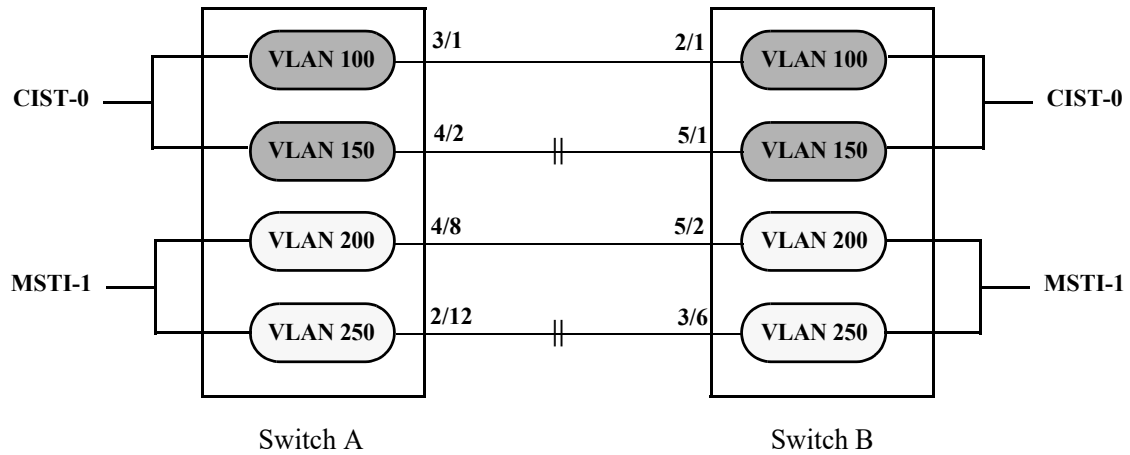 3/1 2/1
VLAN 100 VLAN 100
CIST-0 CIST-0
4/2 5/1
VLAN 150 VLAN 150
4/8 5/2
VLAN 200 VLAN 200
MSTI-1 MSTI-1
2/12 3/6
VLAN 250 VLAN 250
Switch A Switch B